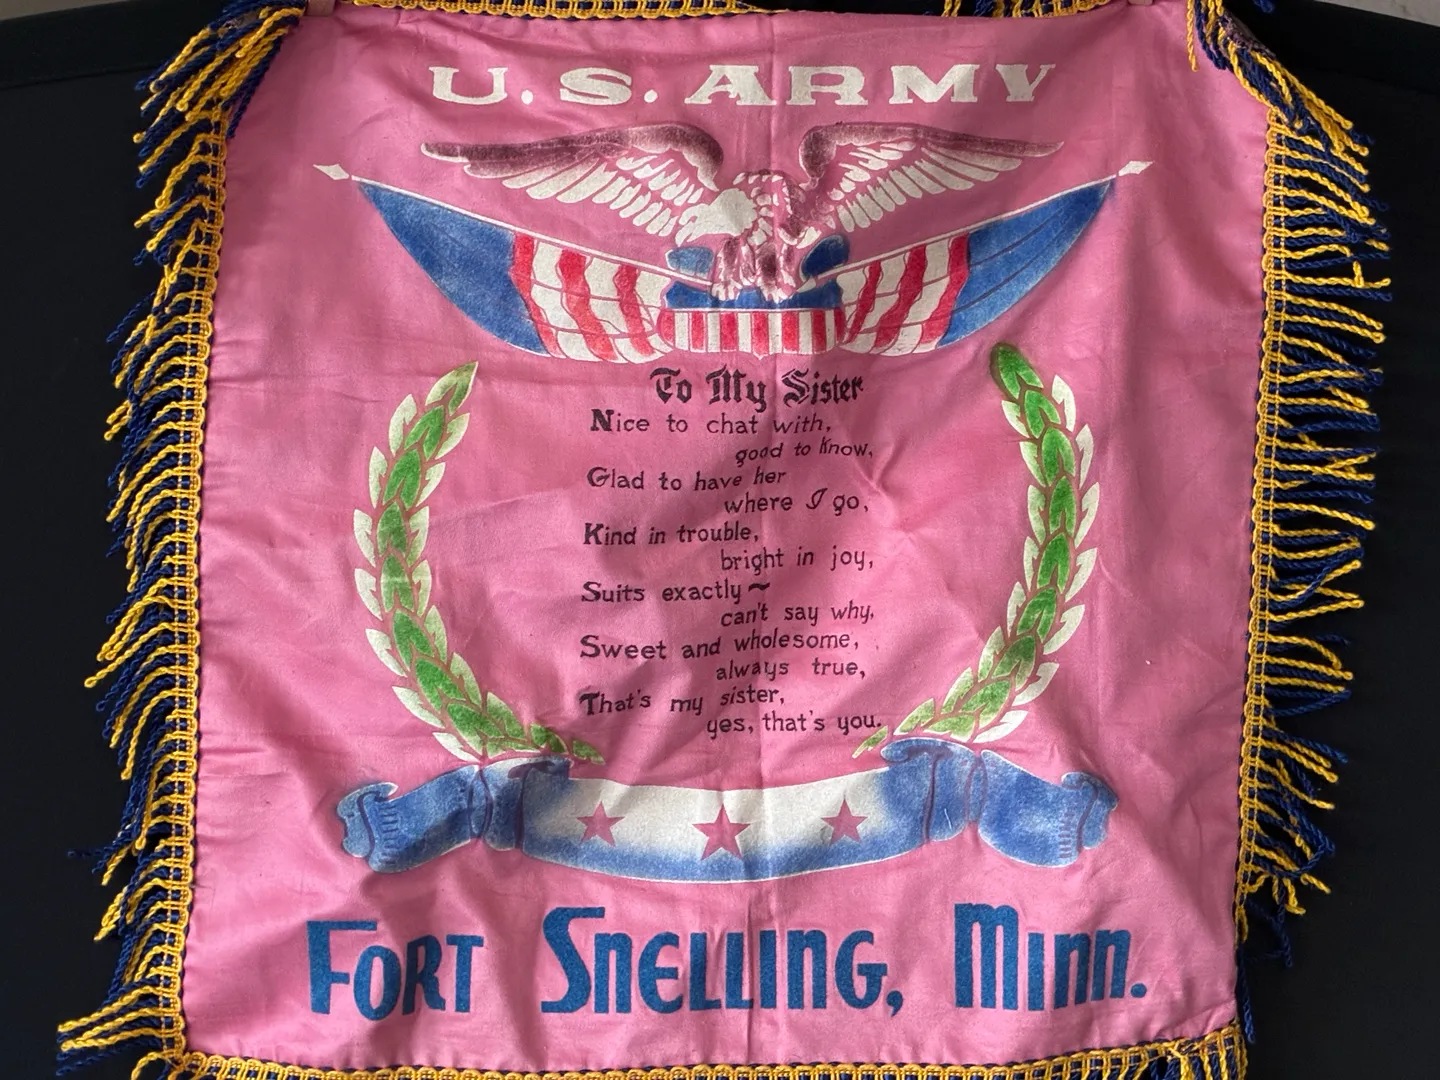 U.S. ARMY
To My Sister
Nice to chat with,
good to know,
Glad to have her
where I go,
Kind in trouble,
bright in joy,
Suits exactly~
can't say why,
Sweet and wholesome,
always true,
That's my sister,
yes, that's you.
FORT SNELLING, MINN.